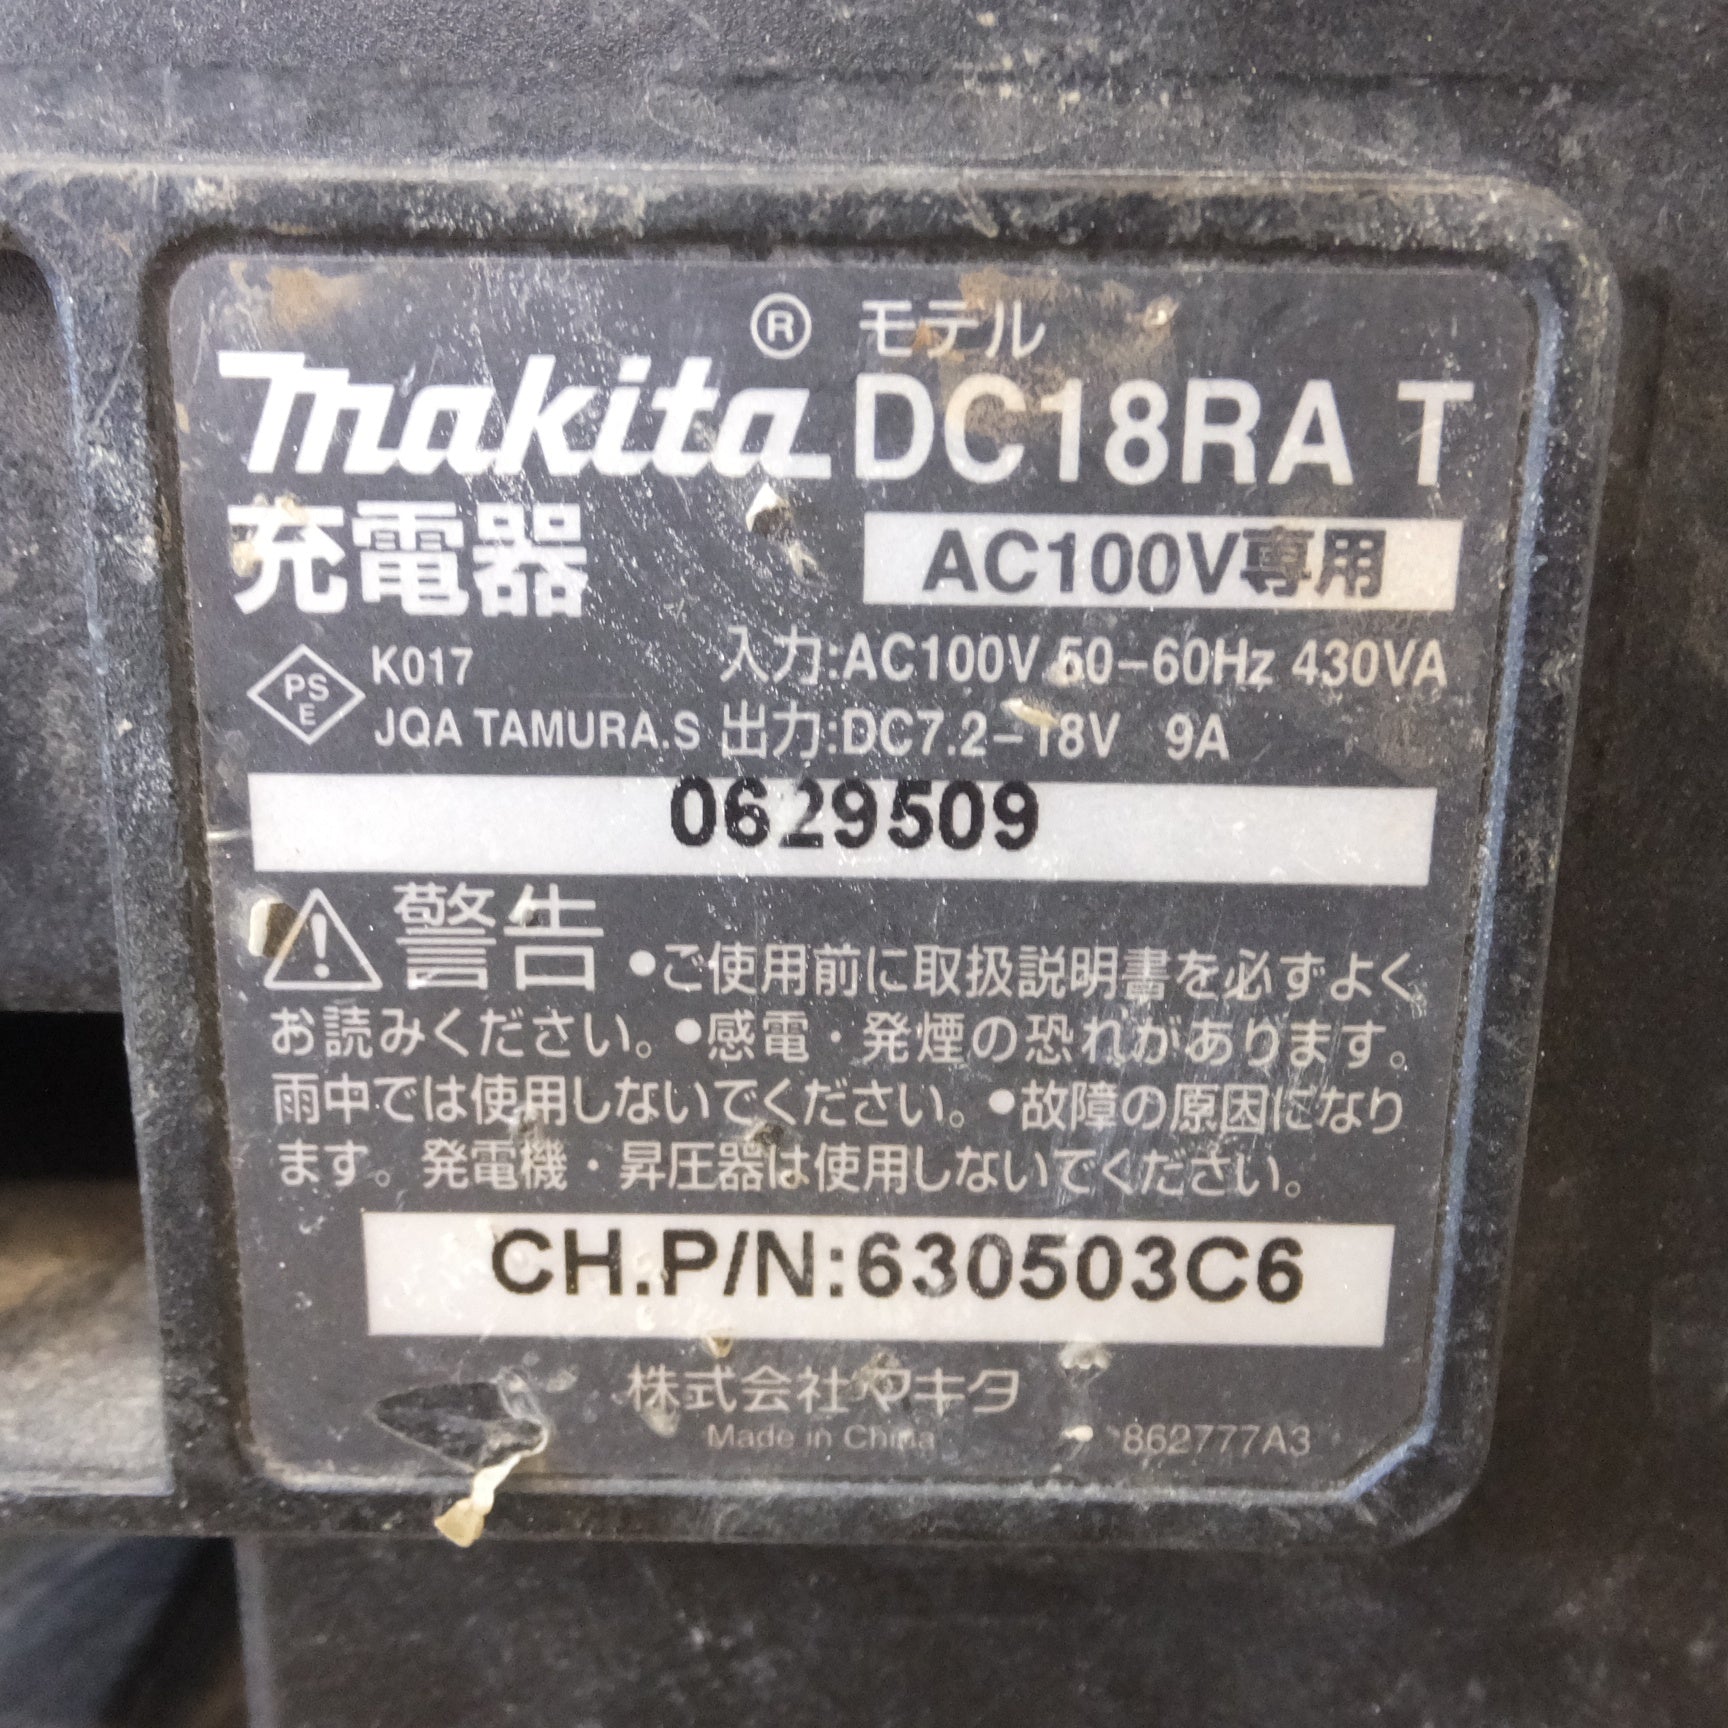 ® モデル
makita DC18RA T
充電器 AC100V専用
PSE K017 入力:AC100V 50-60Hz 430VA
JQA TAMURA.S 出力:DC7.2-18V 9A
0629509
⚠警告 ●ご使用前に取扱説明書を必ずよく
お読みください。●感電・発煙の恐れがあります。
雨中では使用しないでください。●故障の原因になり
ます。発電機・昇圧器は使用しないでください。
CH.P/N:630503C6
株式会社マキタ
Made in China 862777A3